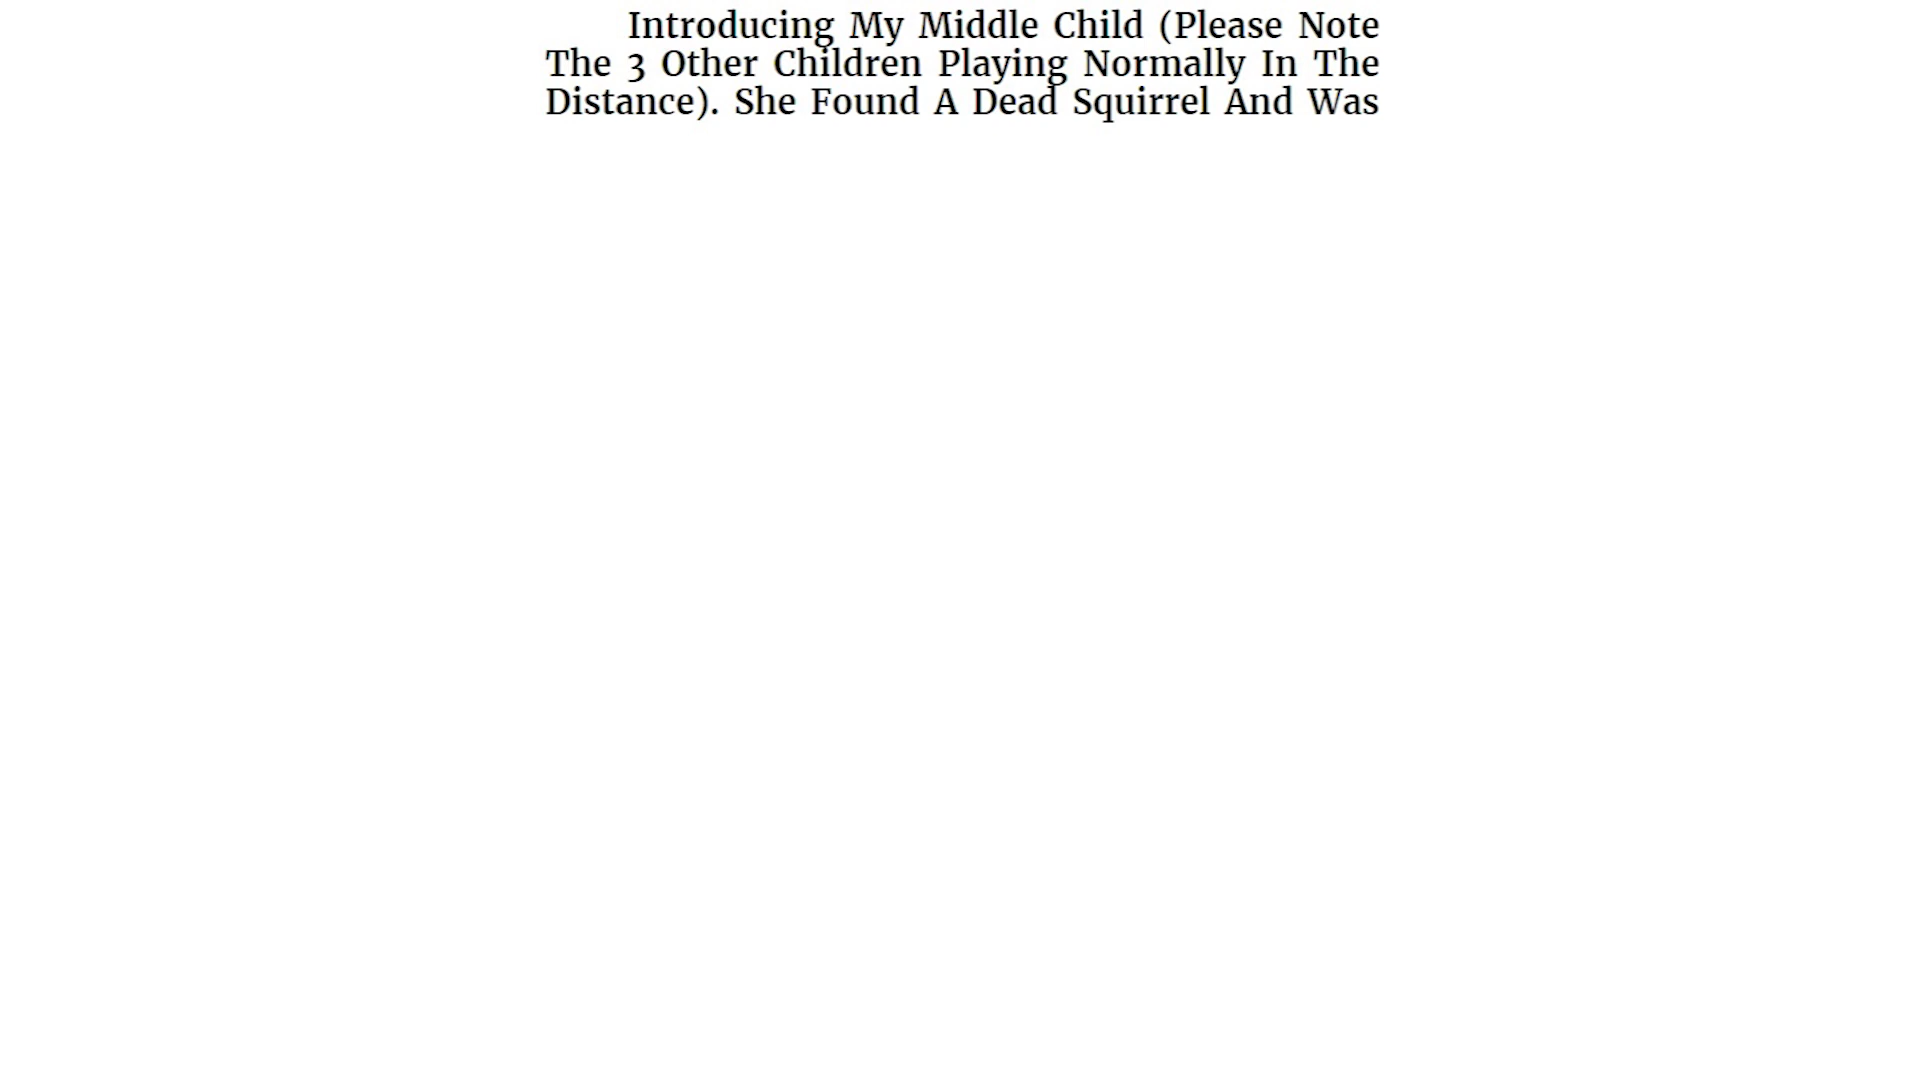 Introducing My Middle Child (Please Note
The 3 Other Children Playing Normally In The
Distance). She Found A Dead Squirrel And Was